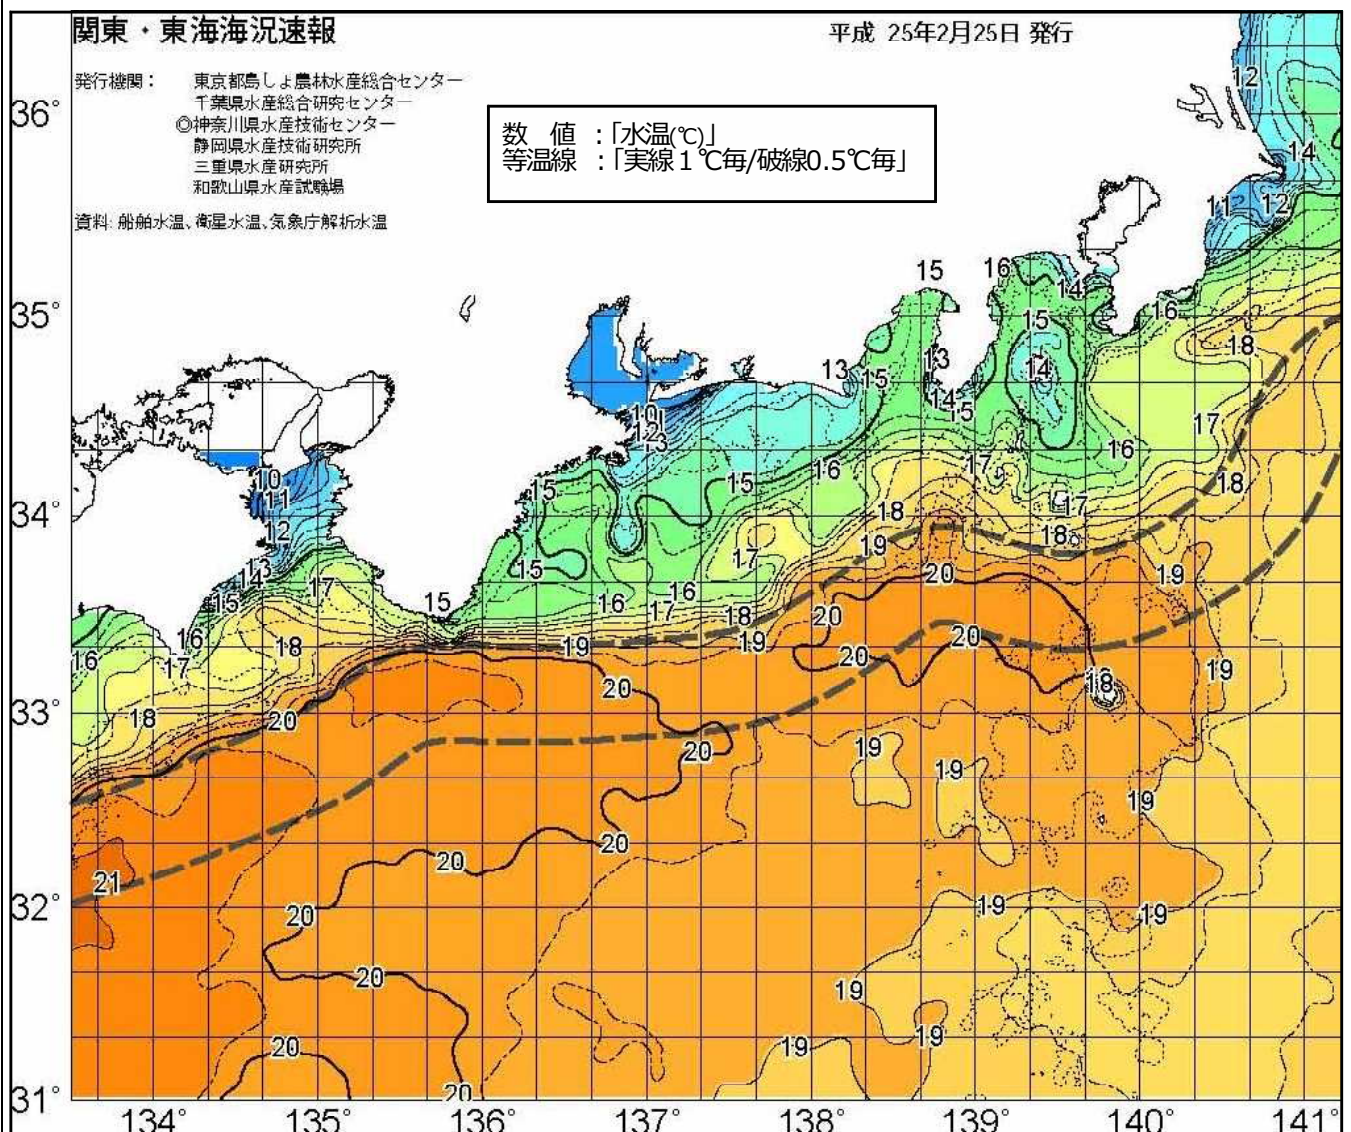 関東・東海海況速報
平成 25年2月25日 発行
発行機関： 東京都島しょ農林水産総合センター
千葉県水産総合研究センター
◎神奈川県水産技術センター
静岡県水産技術研究所
三重県水産研究所
和歌山県水産試験場
資料: 船舶水温、衛星水温、気象庁解析水温
数 値 ：「水温(℃)」
等温線 ：「実線１℃毎/破線0.5℃毎」
12
36°
14
11 12
15 16 14
35°
15 16
18
13 13 15 14
14 15
10
12
13
17
16
15 15 16 17
10
11
18
34°
12
17
18 18
17 19
13
14
15
20 19
17 15 16 16 17 18 20
16 18 19 19 20 20 19
16 17
20 18
33°
18 20
20 19 19
19
20 20
21
32°
20 19 19
20 19
20 19 19
20
31°
134° 135° 136° 137° 138° 139° 140° 141°